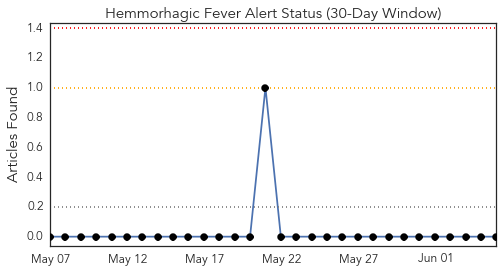 Hemmorhagic Fever Alert Status (30-Day Window)
Articles Found
1.4
1.2
1.0
0.8
0.6
0.4
0.2
0.0
May 07
May 12
May 17
May 22
May 27
Jun 01